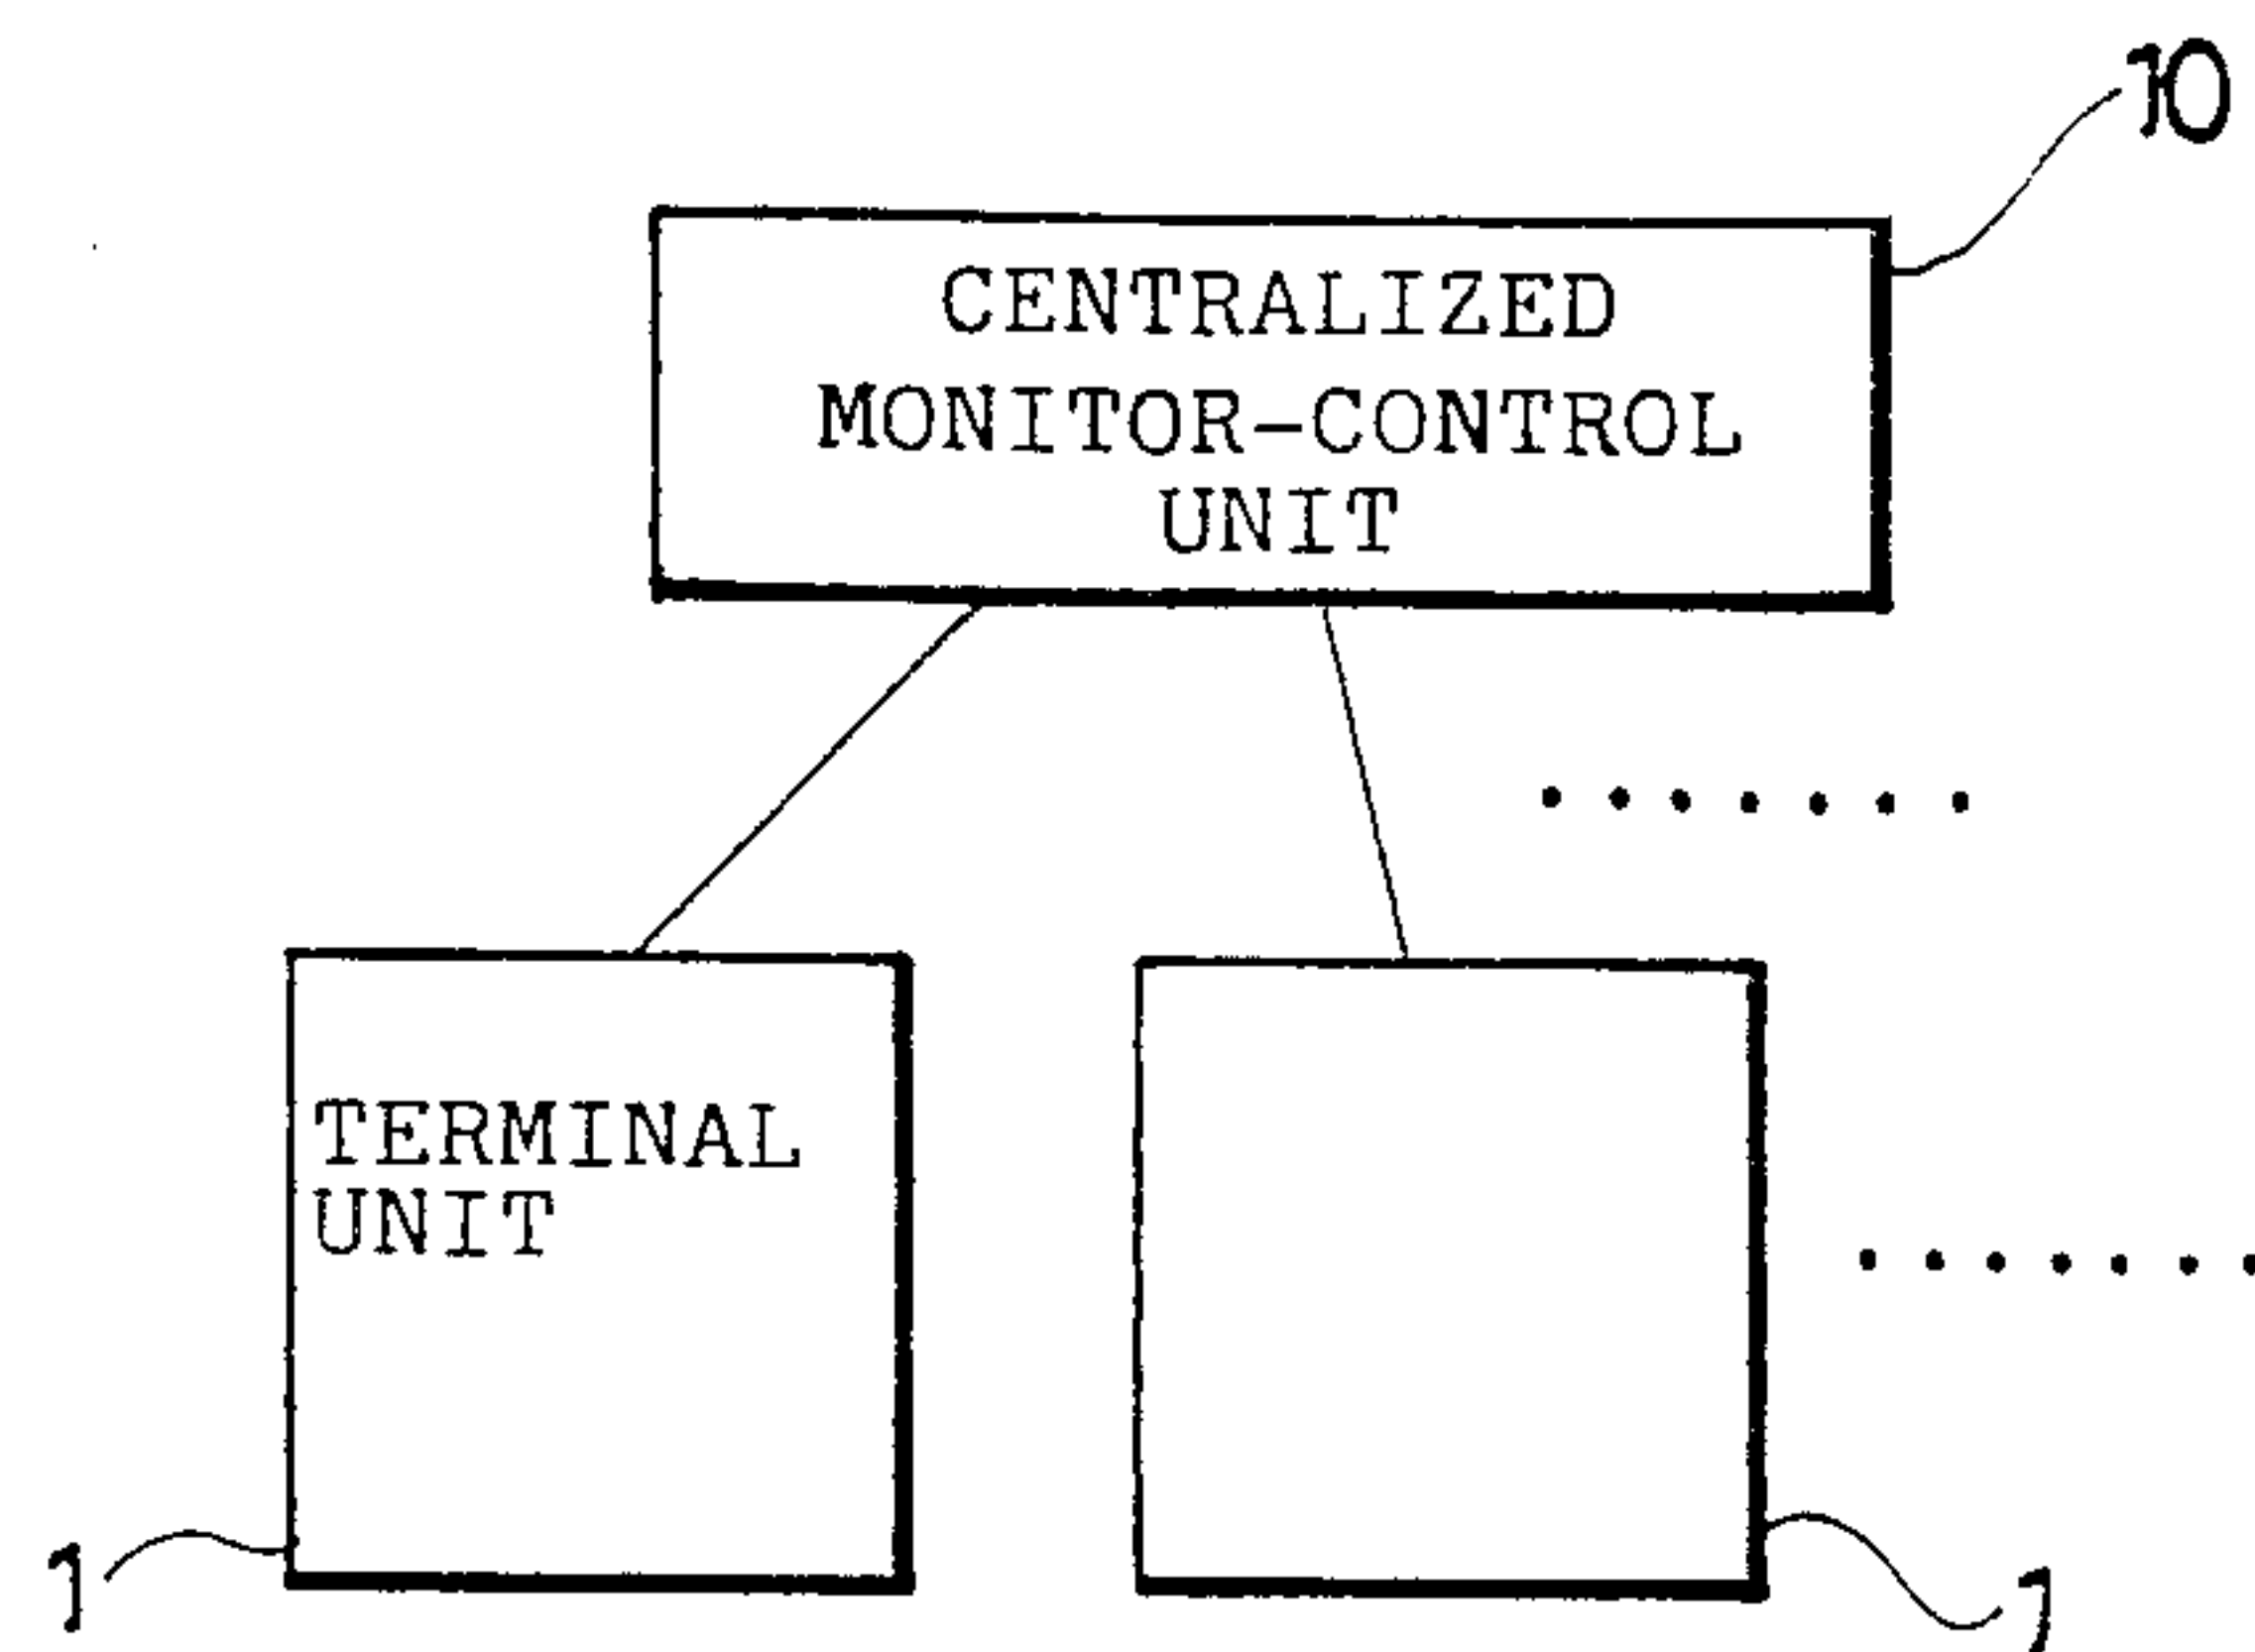 10
CENTRALIZED
MONITOR-CONTROL
UNIT
TERMINAL
UNIT
1
1